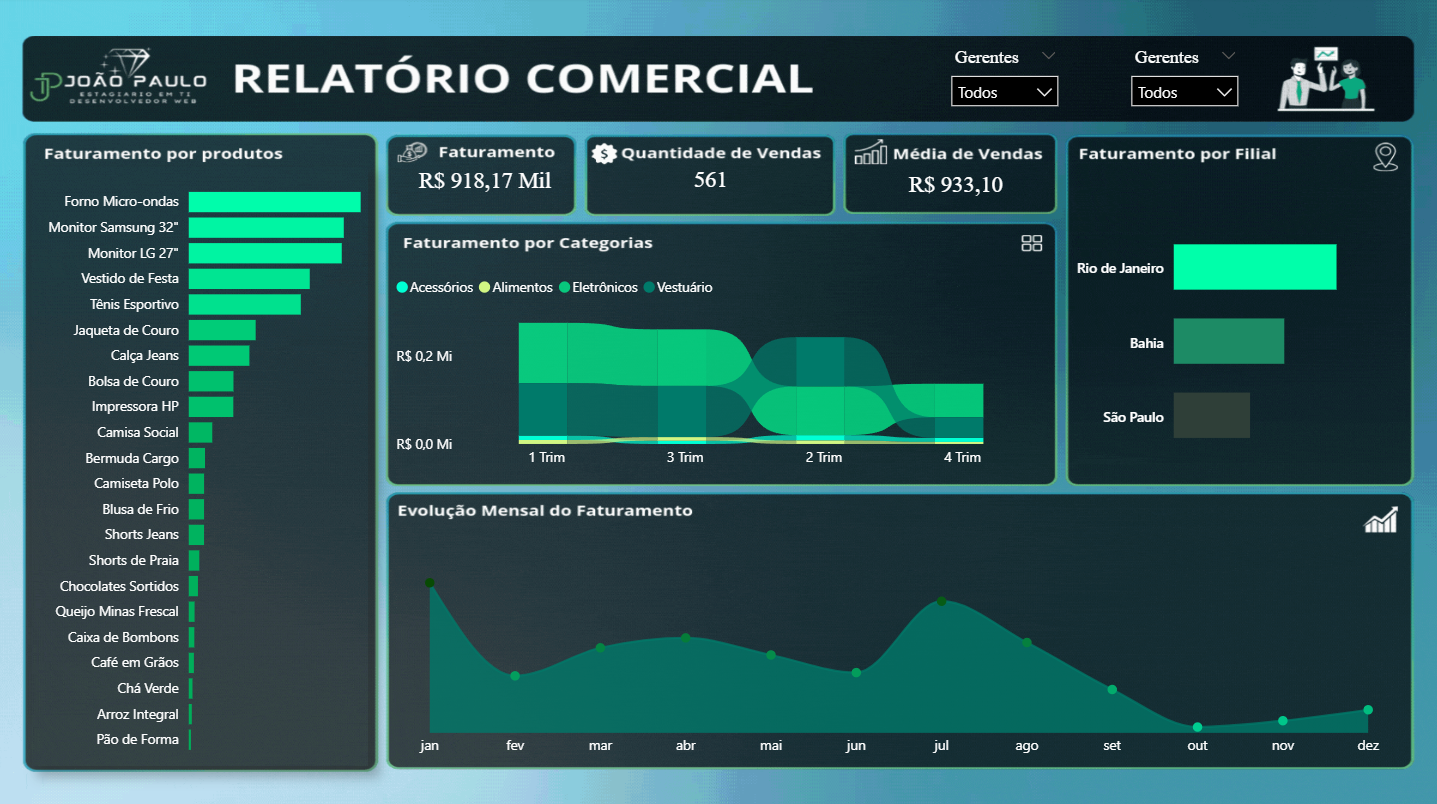 JP JOÃO PAULO
ESTAGIARIO EM TI
DESENVOLVEDOR WEB
RELATÓRIO COMERCIAL
Gerentes
Todos
Gerentes
Todos
Faturamento por produtos
Forno Micro-ondas
Monitor Samsung 32"
Monitor LG 27"
Vestido de Festa
Tênis Esportivo
Jaqueta de Couro
Calça Jeans
Bolsa de Couro
Impressora HP
Camisa Social
Bermuda Cargo
Camiseta Polo
Blusa de Frio
Shorts Jeans
Shorts de Praia
Chocolates Sortidos
Queijo Minas Frescal
Caixa de Bombons
Café em Grãos
Chá Verde
Arroz Integral
Pão de Forma
Faturamento
R$ 918,17 Mil
Quantidade de Vendas
561
Média de Vendas
R$ 933,10
Faturamento por Categorias
Acessórios Alimentos Eletrônicos Vestuário
R$ 0,2 Mi
R$ 0,0 Mi
1 Trim 3 Trim 2 Trim 4 Trim
Faturamento por Filial
Rio de Janeiro
Bahia
São Paulo
Evolução Mensal do Faturamento
jan fev mar abr mai jun jul ago set out nov dez